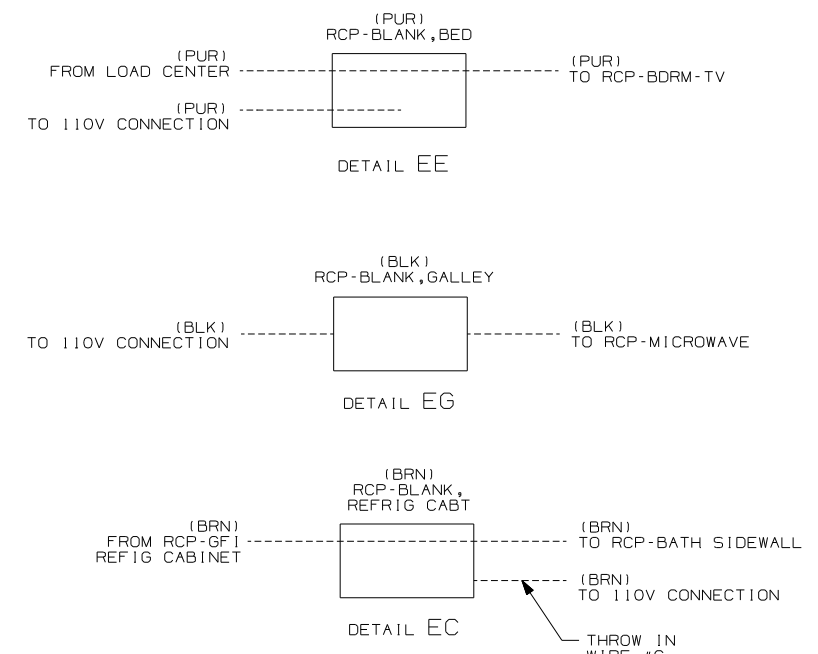 (PUR)
RCP-BLANK,BED
(PUR)
FROM LOAD CENTER
(PUR)
TO RCP-BDRM-TV
(PUR)
TO 110V CONNECTION
DETAIL EE
(BLK)
RCP-BLANK,GALLEY
(BLK)
TO 110V CONNECTION
(BLK)
TO RCP-MICROWAVE
DETAIL EG
(BRN)
RCP-BLANK,
REFRIG CABT
(BRN)
FROM RCP-GFI
REFIG CABINET
(BRN)
TO RCP-BATH SIDEWALL
(BRN)
TO 110V CONNECTION
DETAIL EC
THROW IN